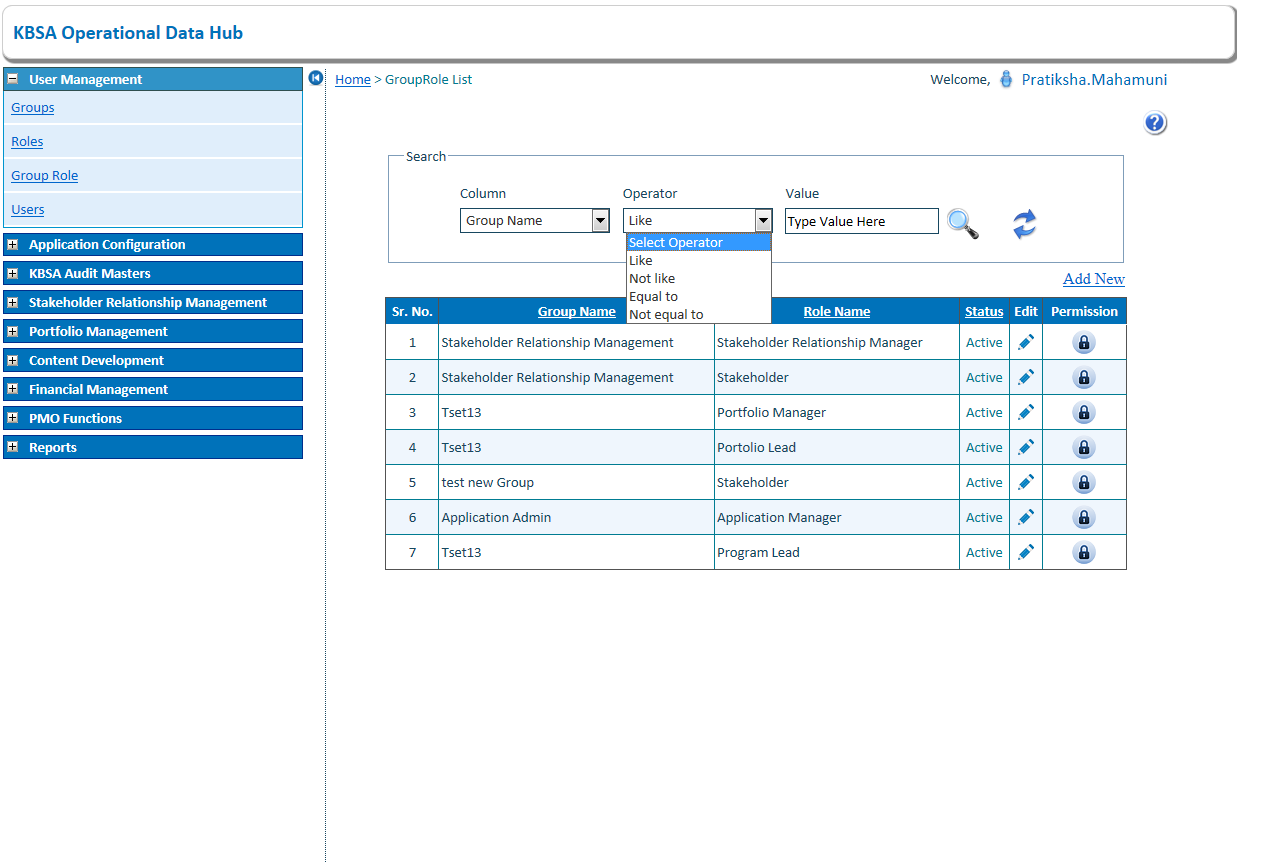 KBSA Operational Data Hub
User Management
Groups
Roles
Group Role
Users
Application Configuration
KBSA Audit Masters
Stakeholder Relationship Management
Portfolio Management
Content Development
Financial Management
PMO Functions
Reports
Home > GroupRole List
Welcome, Pratiksha.Mahamuni
?
Search
Column Operator Value
Group Name Like Type Value Here
Select Operator
Like
Not like
Equal to
Not equal to
Add New
Sr. No. Group Name Role Name Status Edit Permission
1 Stakeholder Relationship Management Stakeholder Relationship Manager Active
2 Stakeholder Relationship Management Stakeholder Active
3 Tset13 Portfolio Manager Active
4 Tset13 Portolio Lead Active
5 test new Group Stakeholder Active
6 Application Admin Application Manager Active
7 Tset13 Program Lead Active